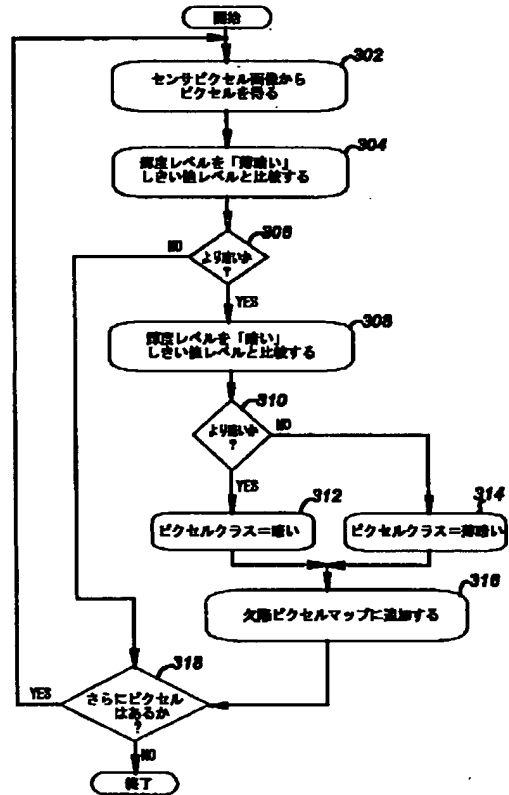 開始
302
センサピクセル画像から
ピクセルを得る
304
輝度レベルを「薄暗い」
しきい値レベルと比較する
306
NO
より暗いか
?
YES
308
輝度レベルを「暗い」
しきい値レベルと比較する
310
より暗いか
?
NO
YES
312
314
ピクセルクラス=暗い
ピクセルクラス=薄暗い
316
欠陥ピクセルマップに追加する
318
YES
さらにピクセル
はあるか
?
NO
終了